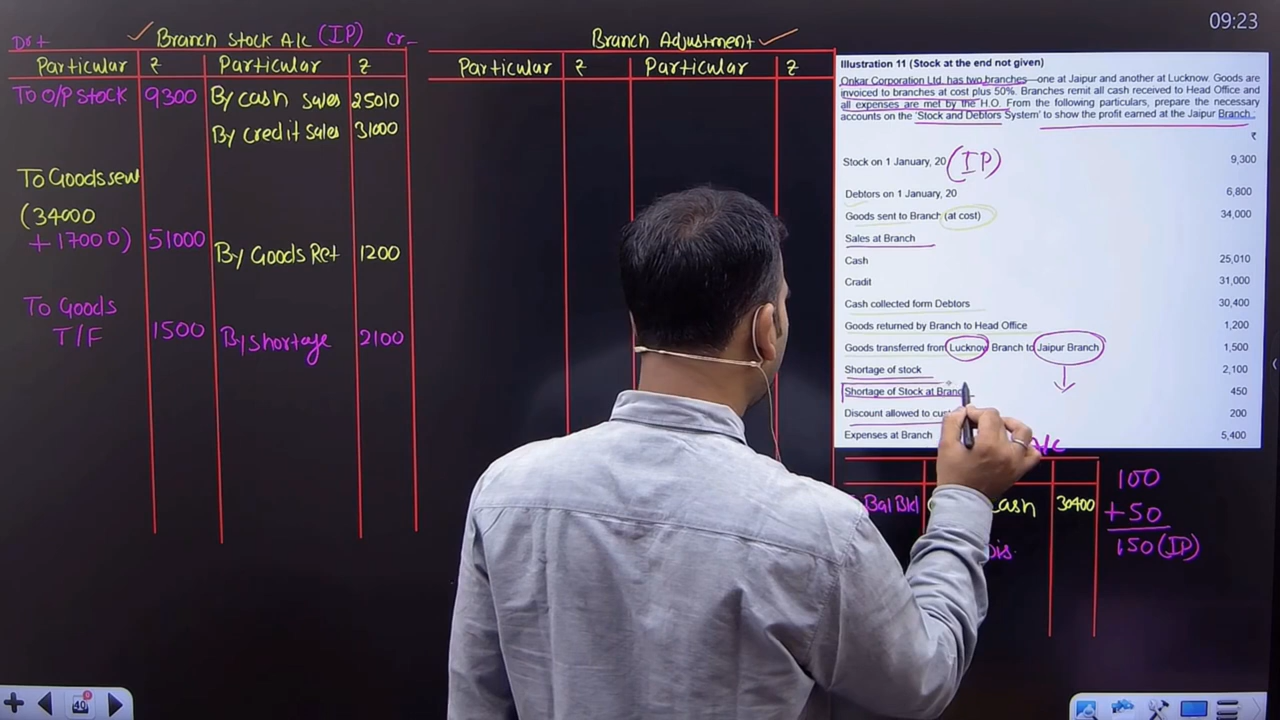 09:23
Dr+ Branch Stock A/c (IP) Cr-
Particular ₹ Particular ₹
To O/P Stock 9300 By cash sales 25010
By credit sales 31000
To Goods sent
(34000
+ 17000) 51000 By Goods Ret 1200
To Goods
T/F 1500 By shortage 2100
Branch Adjustment
Particular ₹ Particular ₹
Illustration 11 (Stock at the end not given)
Onkar Corporation Ltd. has two branches—one at Jaipur and another at Lucknow. Goods are
invoiced to branches at cost plus 50%. Branches remit all cash received to Head Office and
all expenses are met by the H.O. From the following particulars, prepare the necessary
accounts on the 'Stock and Debtors System' to show the profit earned at the Jaipur Branch.
₹
Stock on 1 January, 20 (IP) 9,300
Debtors on 1 January, 20 6,800
Goods sent to Branch (at cost) 34,000
Sales at Branch
Cash 25,010
Cradit 31,000
Cash collected form Debtors 30,400
Goods returned by Branch to Head Office 1,200
Goods transferred from Lucknow Branch to Jaipur Branch 1,500
Shortage of stock 2,100
Shortage of Stock at 450
Discount allowed to 200
Expenses at Branch 5,400
A/c
Bal Bd 30400
100
+ 50
150 (IP)
40